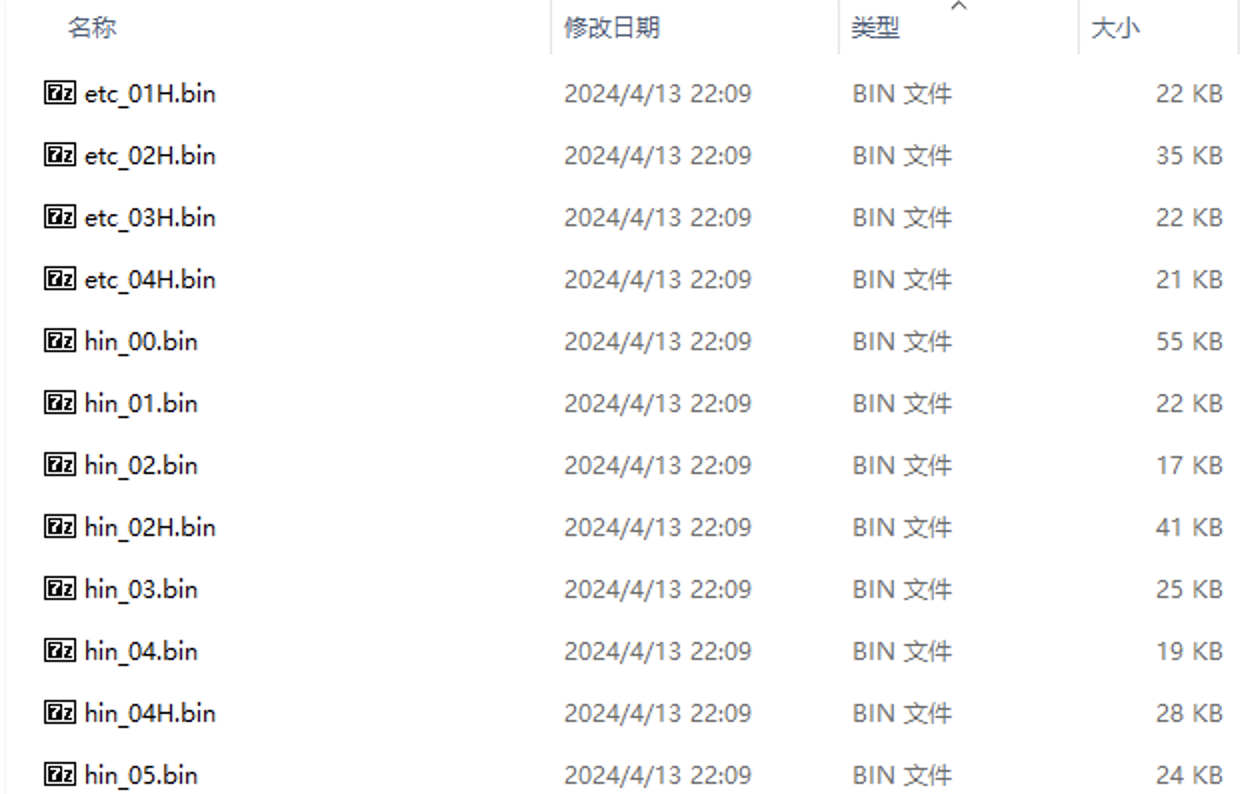 名称 修改日期 类型 大小
etc_01H.bin 2024/4/13 22:09 BIN 文件 22 KB
etc_02H.bin 2024/4/13 22:09 BIN 文件 35 KB
etc_03H.bin 2024/4/13 22:09 BIN 文件 22 KB
etc_04H.bin 2024/4/13 22:09 BIN 文件 21 KB
hin_00.bin 2024/4/13 22:09 BIN 文件 55 KB
hin_01.bin 2024/4/13 22:09 BIN 文件 22 KB
hin_02.bin 2024/4/13 22:09 BIN 文件 17 KB
hin_02H.bin 2024/4/13 22:09 BIN 文件 41 KB
hin_03.bin 2024/4/13 22:09 BIN 文件 25 KB
hin_04.bin 2024/4/13 22:09 BIN 文件 19 KB
hin_04H.bin 2024/4/13 22:09 BIN 文件 28 KB
hin_05.bin 2024/4/13 22:09 BIN 文件 24 KB